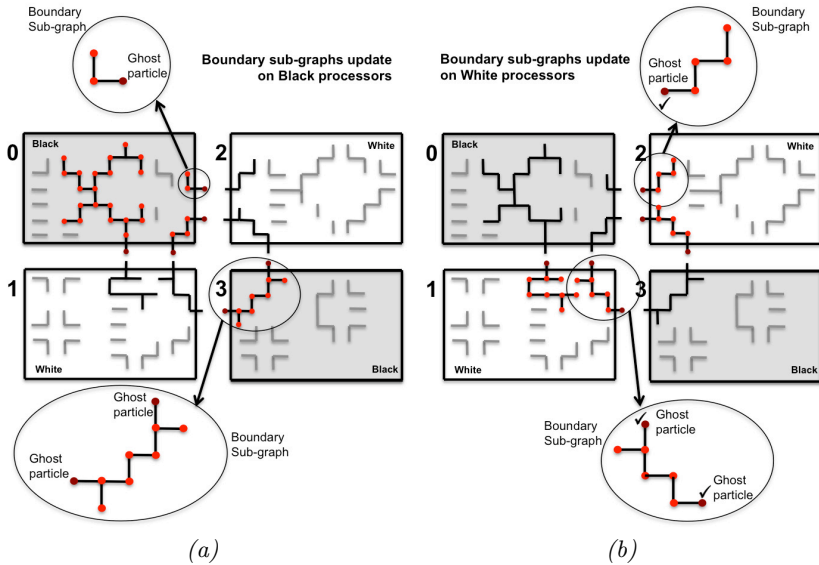 Boundary
Sub-graph
Ghost
particle
Boundary sub-graphs update
on Black processors
0
Black
2
White
1
White
3
Black
Ghost
particle
Ghost
particle
Boundary
Sub-graph
(a)
Boundary sub-graphs update
on White processors
Boundary
Sub-graph
Ghost
particle
✓
0
Black
2
White
1
White
3
Black
✓
Ghost
particle
Boundary
Sub-graph
✓
Ghost
particle
(b)